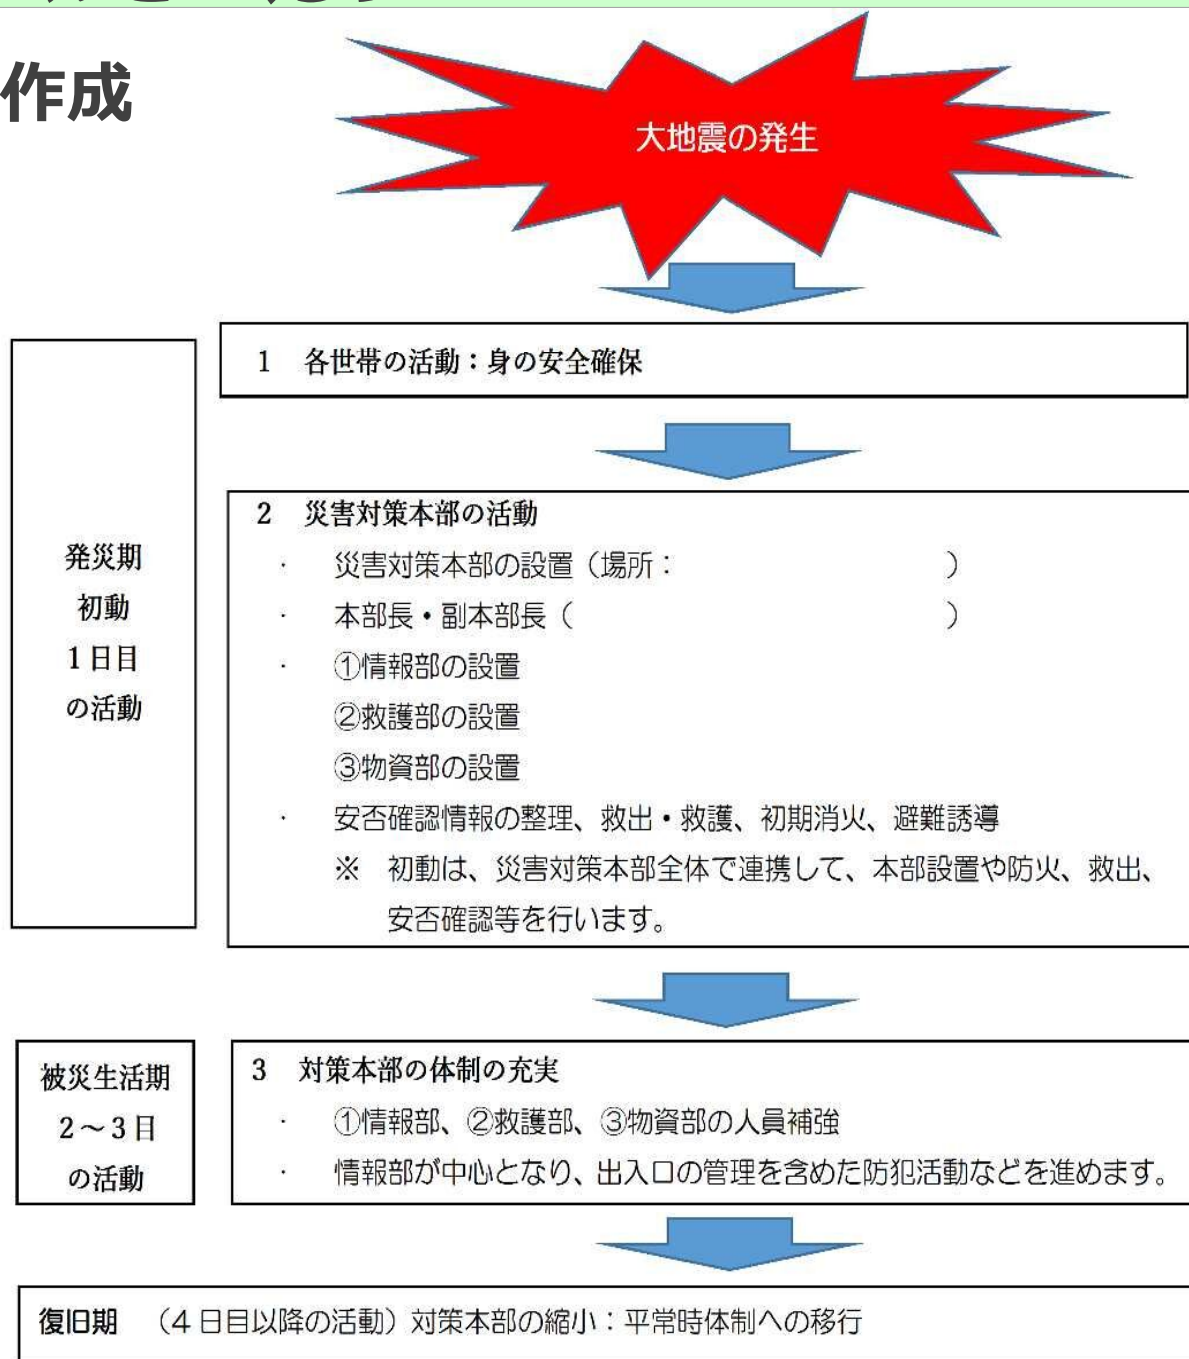 作成
大地震の発生
1 各世帯の活動:身の安全確保
発災期
初動
1日目
の活動
2 災害対策本部の活動
・ 災害対策本部の設置(場所: )
・ 本部長・副本部長( )
・ ①情報部の設置
②救護部の設置
③物資部の設置
・ 安否確認情報の整理、救出・救護、初期消火、避難誘導
※ 初動は、災害対策本部全体で連携して、本部設置や防火、救出、
安否確認等を行います。
被災生活期
2~3日
の活動
3 対策本部の体制の充実
・ ①情報部、②救護部、③物資部の人員補強
・ 情報部が中心となり、出入口の管理を含めた防犯活動などを進めます。
復旧期 (4日目以降の活動)対策本部の縮小:平常時体制への移行